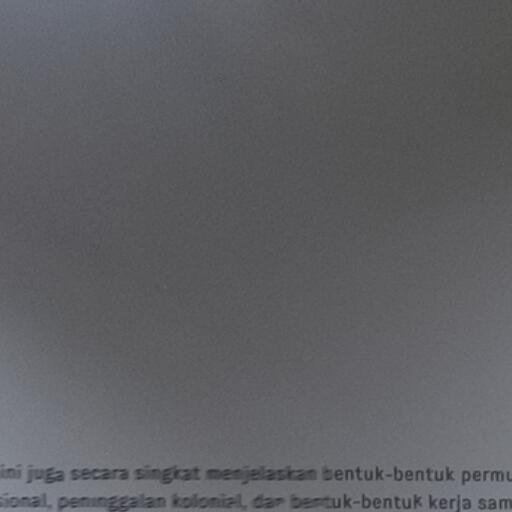 ini juga secara singkat menjelaskan bentuk-bentuk permu
sional, peninggalan kolonial, dan bentuk-bentuk kerja sam